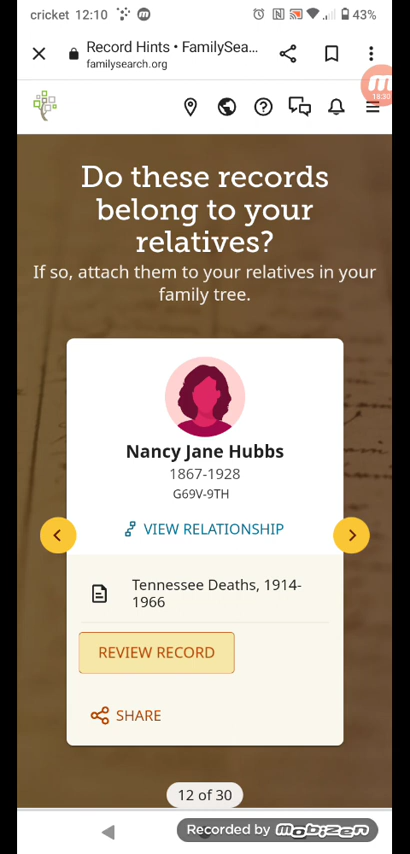 cricket 12:10 43%
Record Hints • FamilySea...
familysearch.org
18:30
Do these records
belong to your
relatives?
If so, attach them to your relatives in your
family tree.
Nancy Jane Hubbs
1867-1928
G69V-9TH
VIEW RELATIONSHIP
Tennessee Deaths, 1914-
1966
REVIEW RECORD
SHARE
12 of 30
Recorded by mobizen